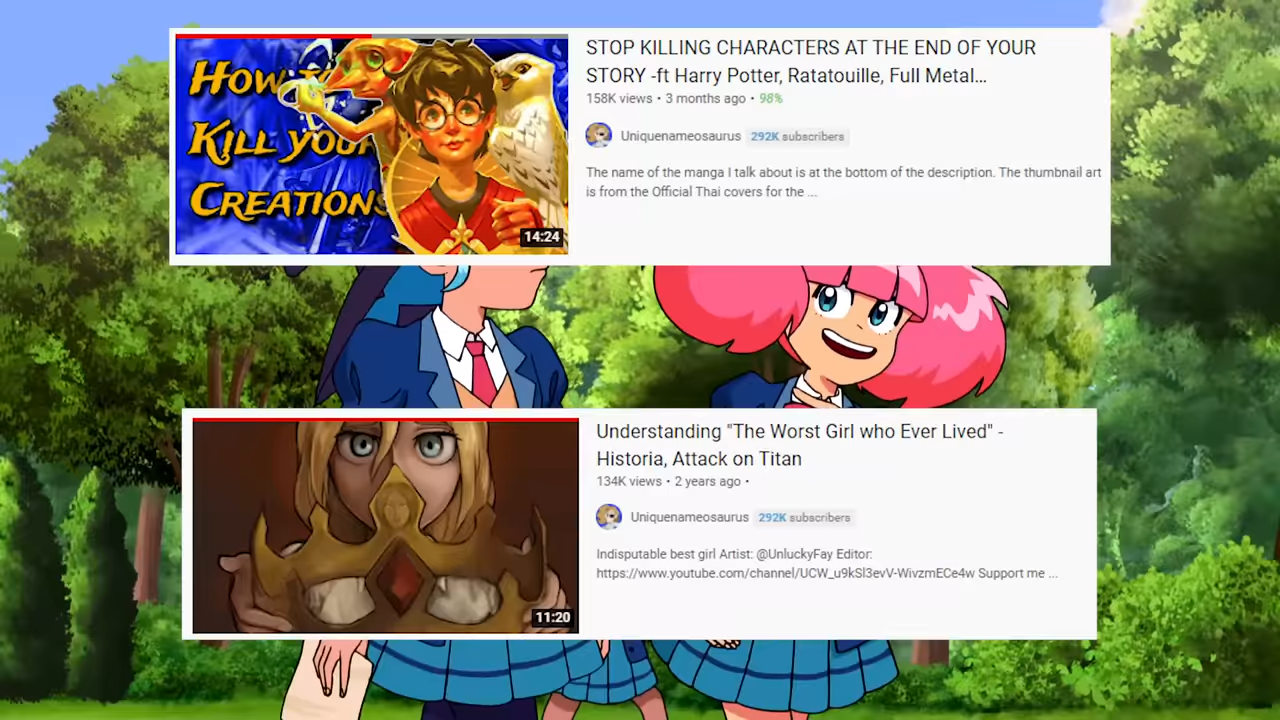 HOW TO
KILL YOUR
CREATIONS
14:24
STOP KILLING CHARACTERS AT THE END OF YOUR
STORY -ft Harry Potter, Ratatouille, Full Metal...
158K views • 3 months ago • 98%
Uniquenameosaurus 292K subscribers
The name of the manga I talk about is at the bottom of the description. The thumbnail art
is from the Official Thai covers for the ...
11:20
Understanding "The Worst Girl who Ever Lived" -
Historia, Attack on Titan
134K views • 2 years ago •
Uniquenameosaurus 292K subscribers
Indisputable best girl Artist: @UnluckyFay Editor:
https://www.youtube.com/channel/UCW_u9kSl3evV-WivzmECe4w Support me ...